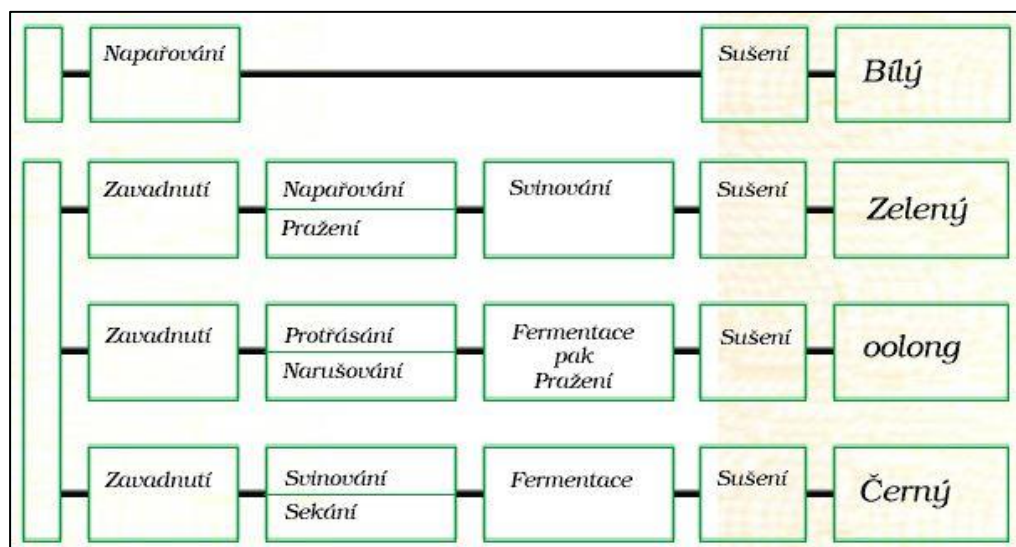 Napařování
Sušení
Bílý
Zavadnutí
Napařování
Pražení
Svinování
Sušení
Zelený
Zavadnutí
Protřásání
Narušování
Fermentace
pak
Pražení
Sušení
oolong
Zavadnutí
Svinování
Sekání
Fermentace
Sušení
Černý